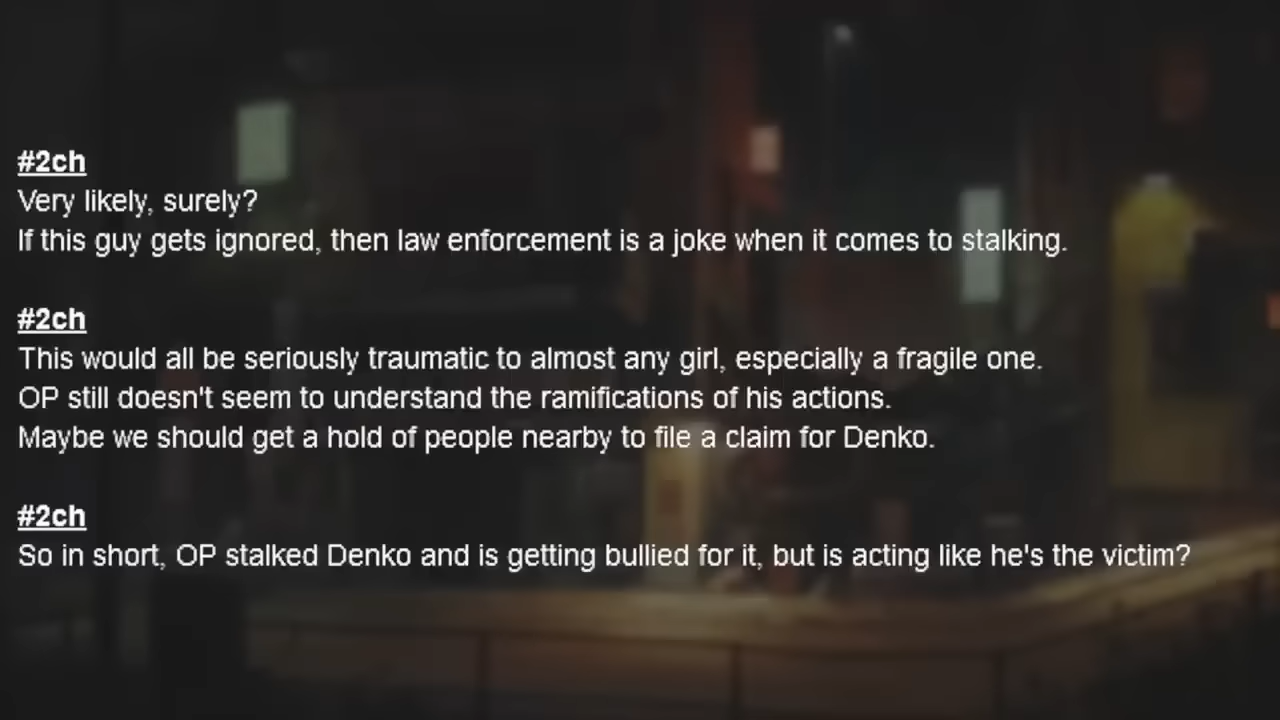 #2ch
Very likely, surely?
If this guy gets ignored, then law enforcement is a joke when it comes to stalking.
#2ch
This would all be seriously traumatic to almost any girl, especially a fragile one.
OP still doesn't seem to understand the ramifications of his actions.
Maybe we should get a hold of people nearby to file a claim for Denko.
#2ch
So in short, OP stalked Denko and is getting bullied for it, but is acting like he's the victim?